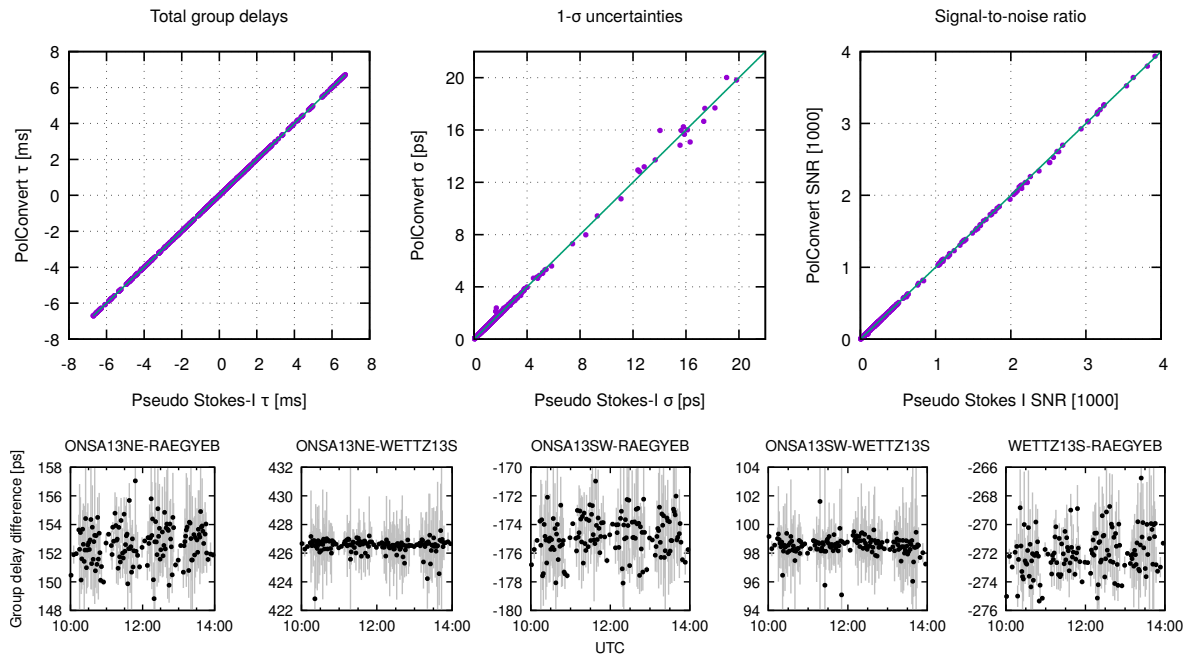 Total group delays
1-σ uncertainties
Signal-to-noise ratio
PolConvert τ [ms]
8
6
4
2
0
-2
-4
-6
-8
-8 -6 -4 -2 0 2 4 6 8
Pseudo Stokes-I τ [ms]
PolConvert σ [ps]
20
16
12
8
4
0
0 4 8 12 16 20
Pseudo Stokes-I σ [ps]
PolConvert SNR [1000]
4
3
2
1
0
0 1 2 3 4
Pseudo Stokes I SNR [1000]
Group delay difference [ps]
ONSA13NE-RAEGYEB
158
156
154
152
150
148
10:00 12:00 14:00
ONSA13NE-WETTZ13S
432
430
428
426
424
422
10:00 12:00 14:00
ONSA13SW-RAEGYEB
-170
-172
-174
-176
-178
-180
10:00 12:00 14:00
ONSA13SW-WETTZ13S
104
102
100
98
96
94
10:00 12:00 14:00
WETTZ13S-RAEGYEB
-266
-268
-270
-272
-274
-276
10:00 12:00 14:00
UTC